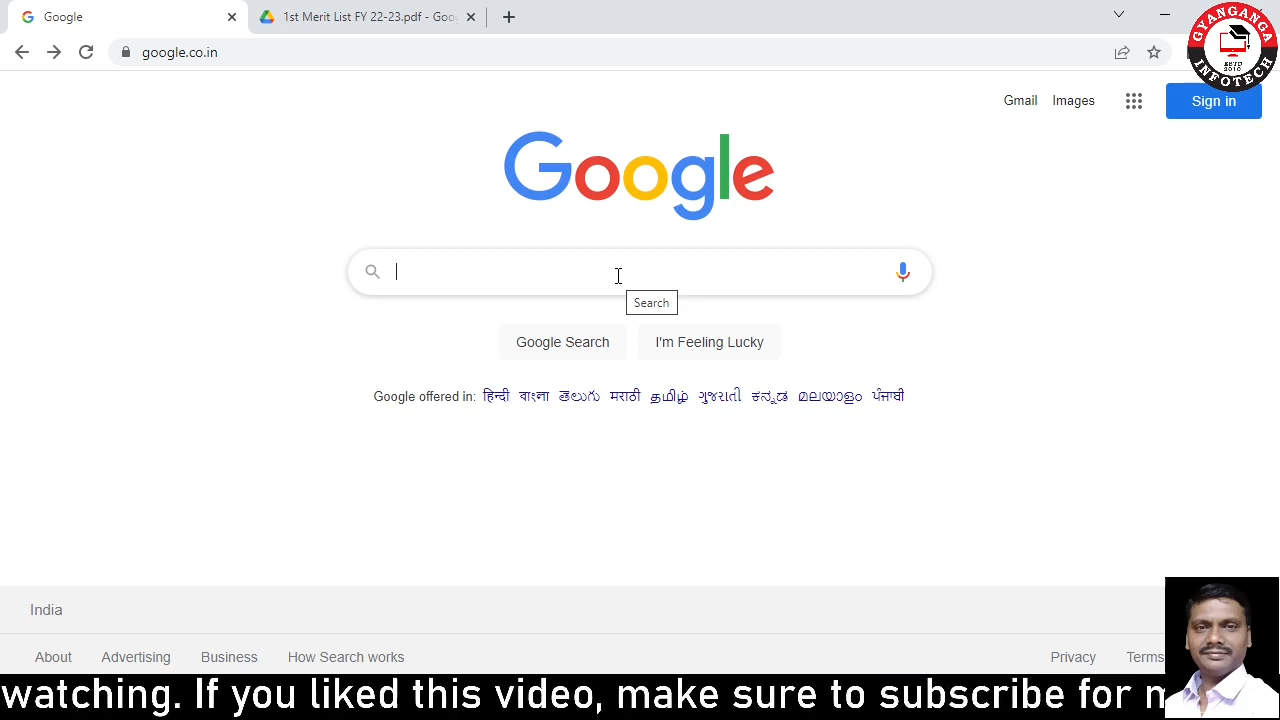 Google
1st Merit List FY 22-23.pdf - Goo
google.co.in
GYANGANGA
ESTD
2010
INFOTECH
Gmail Images Sign in
Google
Search
Google Search I'm Feeling Lucky
Google offered in: हिन्दी বাংলা తెలుగు मराठी தமிழ் ગુજરાતી ಕನ್ನಡ മലയാളം ਪੰਜਾਬੀ
India
About Advertising Business How Search works Privacy Terms
watching. If you liked this video, make sure to subscribe for